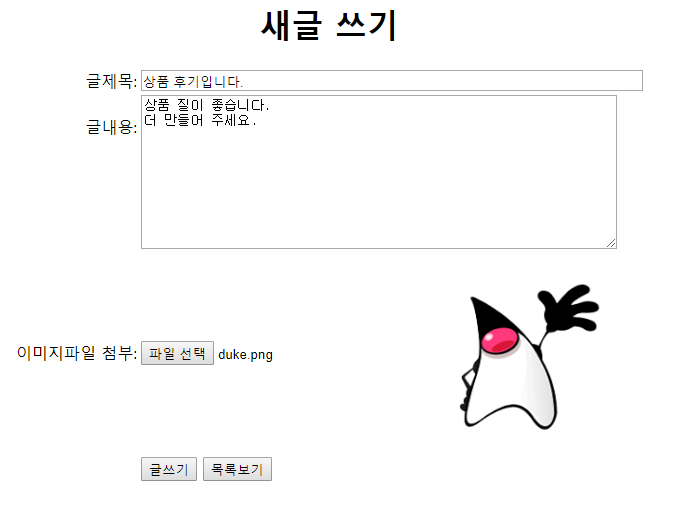 새글 쓰기
글제목: 상품 후기입니다.
글내용: 상품 질이 좋습니다.
더 만들어 주세요.
이미지파일 첨부: 파일 선택 duke.png
글쓰기 목록보기